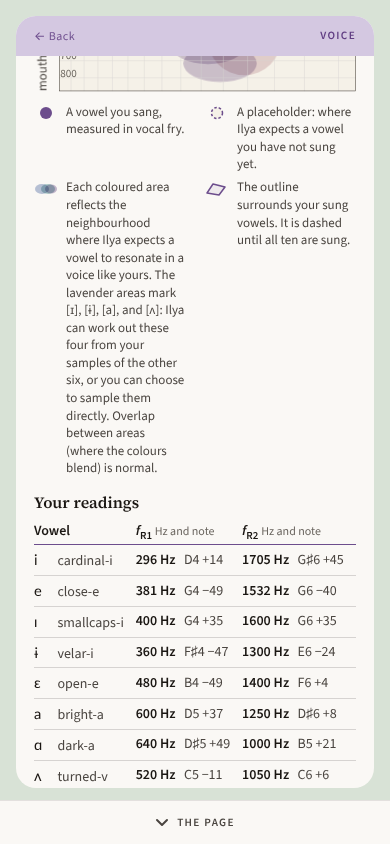 ← Back
VOICE
mouth
700
800
A vowel you sang,
measured in vocal fry.
A placeholder: where
Ilya expects a vowel
you have not sung
yet.
Each coloured area
reflects the
neighbourhood
where Ilya expects a
vowel to resonate in a
voice like yours. The
lavender areas mark
[ɪ], [ɨ], [a], and [ʌ]: Ilya
can work out these
four from your
samples of the other
six, or you can choose
to sample them
directly. Overlap
between areas
(where the colours
blend) is normal.
The outline
surrounds your sung
vowels. It is dashed
until all ten are sung.
Your readings
Vowel fR1 Hz and note fR2 Hz and note
i cardinal-i 296 Hz D4 +14 1705 Hz G♯6 +45
e close-e 381 Hz G4 −49 1532 Hz G6 −40
ɪ smallcaps-i 400 Hz G4 +35 1600 Hz G6 +35
ɨ velar-i 360 Hz F♯4 −47 1300 Hz E6 −24
ɛ open-e 480 Hz B4 −49 1400 Hz F6 +4
a bright-a 600 Hz D5 +37 1250 Hz D♯6 +8
ɑ dark-a 640 Hz D♯5 +49 1000 Hz B5 +21
ʌ turned-v 520 Hz C5 −11 1050 Hz C6 +6
THE PAGE